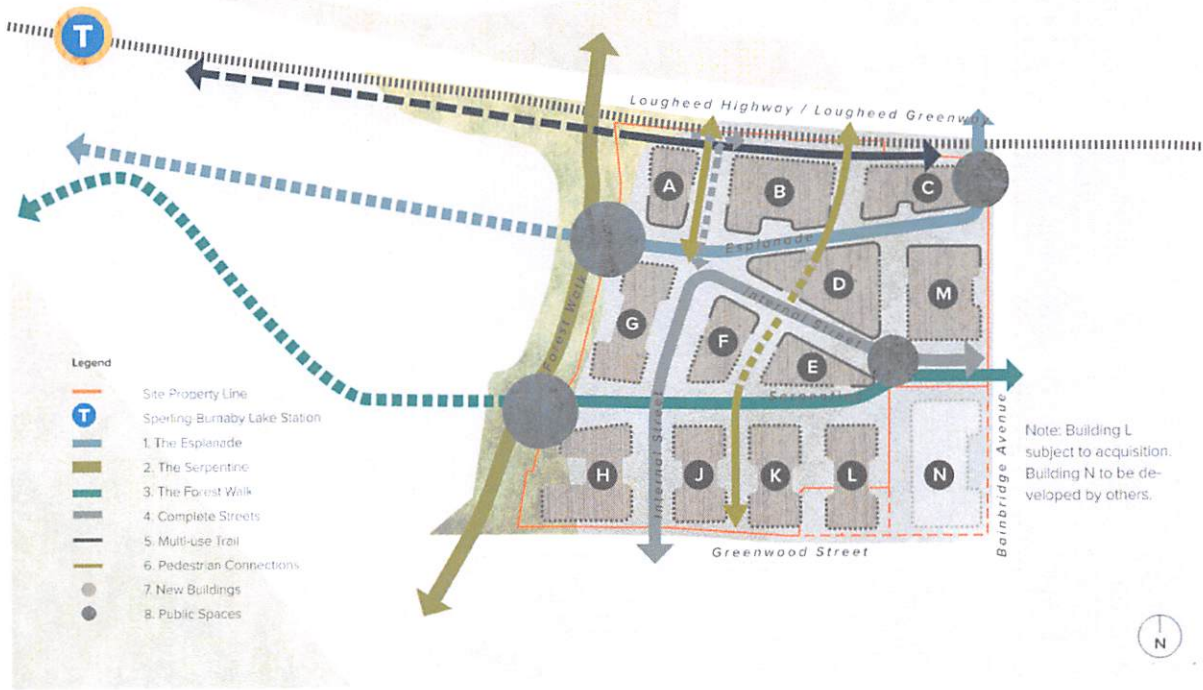 T
Lougheed Highway / Lougheed Greenway
A
B
C
Esplanade
D
M
Internal Street
G
F
E
Forest Walk
Serpentine
H
Internal Street
J
K
L
N
Bainbridge Avenue
Greenwood Street
Note: Building L
subject to acquisition.
Building N to be de-
veloped by others.
Legend
Site Property Line
T
Sperling-Burnaby Lake Station
1. The Esplanade
2. The Serpentine
3. The Forest Walk
4. Complete Streets
5. Multi-use Trail
6. Pedestrian Connections
7. New Buildings
8. Public Spaces
N